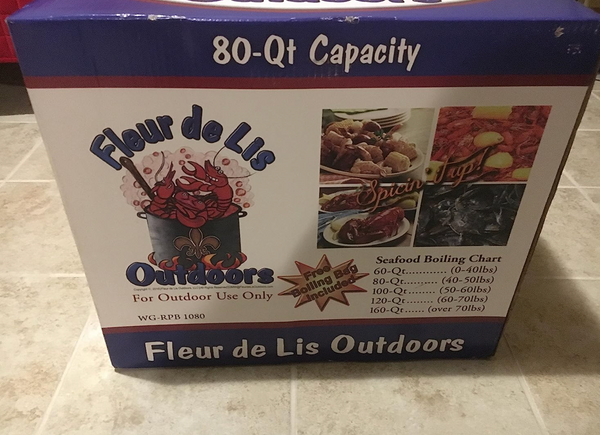 80-Qt Capacity
Fleur de Lis
Outdoors
For Outdoor Use Only
WG-RPB 1080
Free
Boiling Bag
Included
Spicin' it up!
Seafood Boiling Chart
60-Qt............ (0-40lbs)
80-Qt......... (40-50lbs)
100-Qt........ (50-60lbs)
120-Qt ........ (60-70lbs)
160-Qt...... (over 70lbs)
Fleur de Lis Outdoors